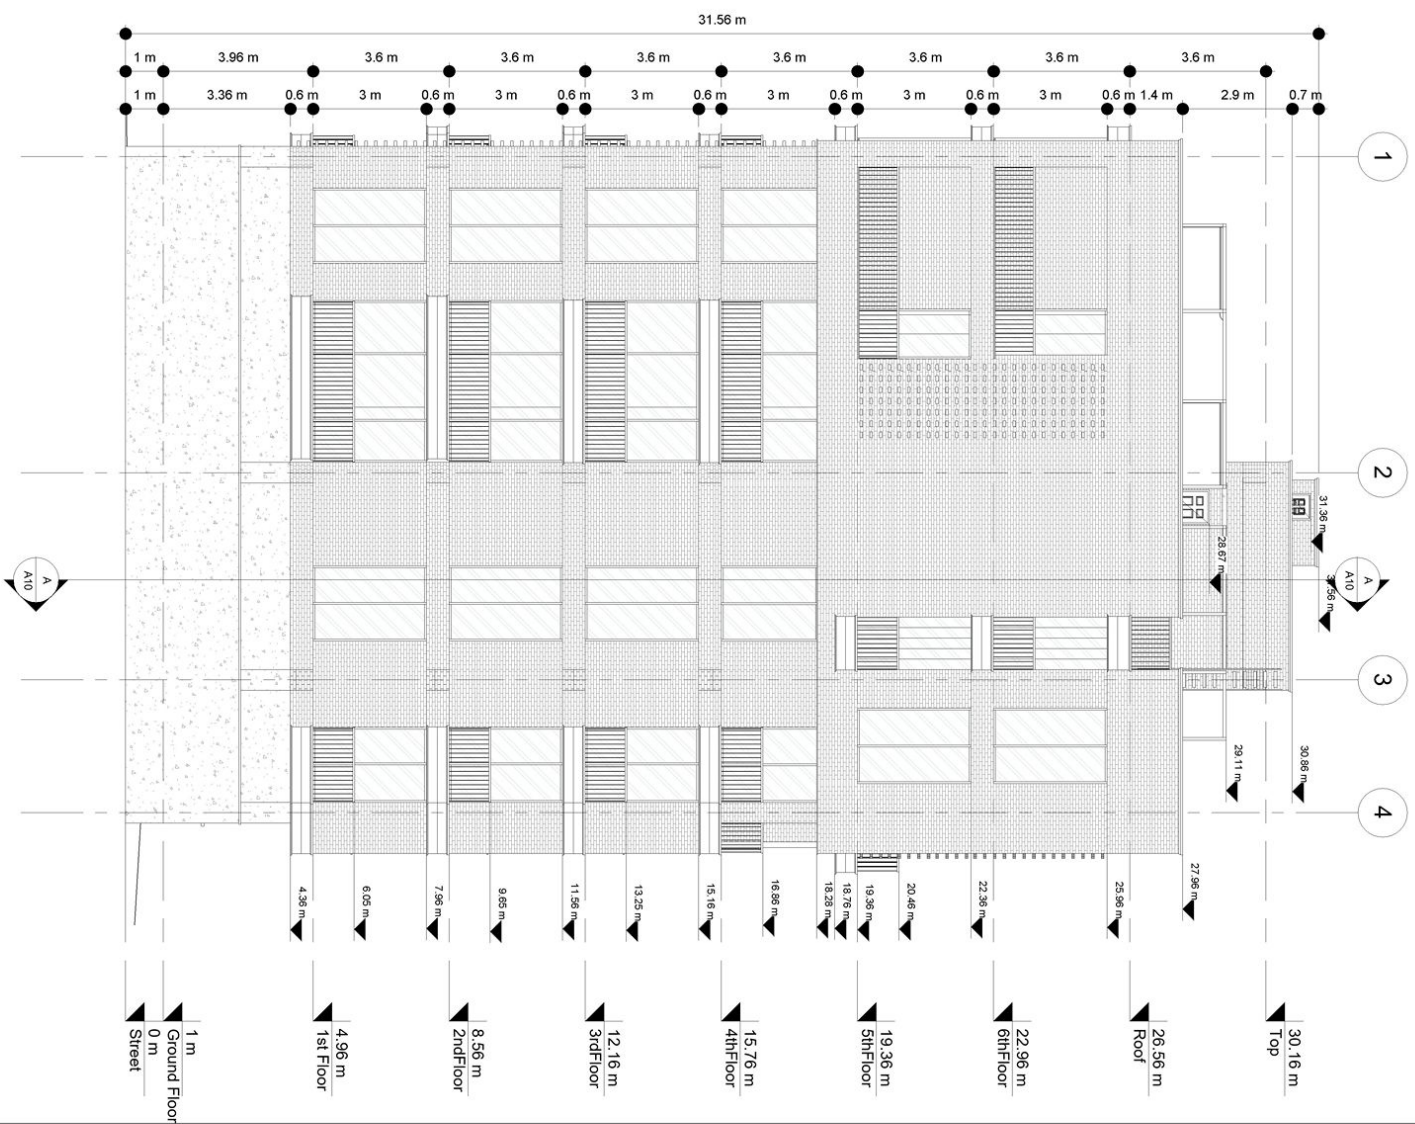 31.56 m
1 m
3.96 m
3.6 m
3.6 m
3.6 m
3.6 m
3.6 m
3.6 m
3.6 m
1 m
3.36 m
0.6 m
3 m
0.6 m
3 m
0.6 m
3 m
0.6 m
3 m
0.6 m
3 m
0.6 m
3 m
0.6 m
1.4 m
2.9 m
0.7 m
1
2
3
4
A
A10
A
A10
31.36 m
28.67 m
29.11 m
30.86 m
27.96 m
4.36 m
6.05 m
7.96 m
9.65 m
11.56 m
13.25 m
15.16 m
16.86 m
18.28 m
18.76 m
19.36 m
20.46 m
22.36 m
25.96 m
0 m
Street
1 m
Ground Floor
4.96 m
1st Floor
8.56 m
2ndFloor
12.16 m
3rdFloor
15.76 m
4thFloor
19.36 m
5thFloor
22.96 m
6thFloor
26.56 m
Roof
30.16 m
Top